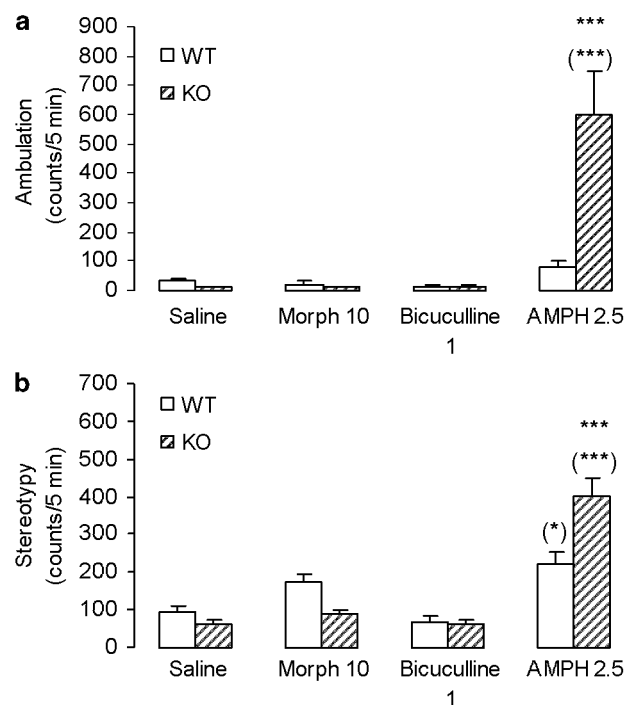 a
900
800
700
600
500
400
300
200
100
0
Ambulation
(counts/5 min)
WT
KO
***
(***)
Saline
Morph 10
Bicuculline
1
AMPH 2.5
b
700
600
500
400
300
200
100
0
Stereotypy
(counts/5 min)
WT
KO
***
(***)
(*)
Saline
Morph 10
Bicuculline
1
AMPH 2.5